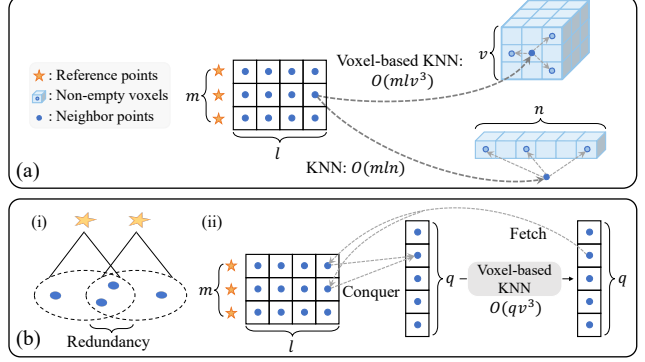 : Reference points
: Non-empty voxels
: Neighbor points
m
l
Voxel-based KNN:
O(mlv³)
KNN: O(mln)
v
n
(a)
(i)
Redundancy
(b)
(ii)
m
l
Conquer
q
Fetch
Voxel-based
KNN
O(qv³)
q